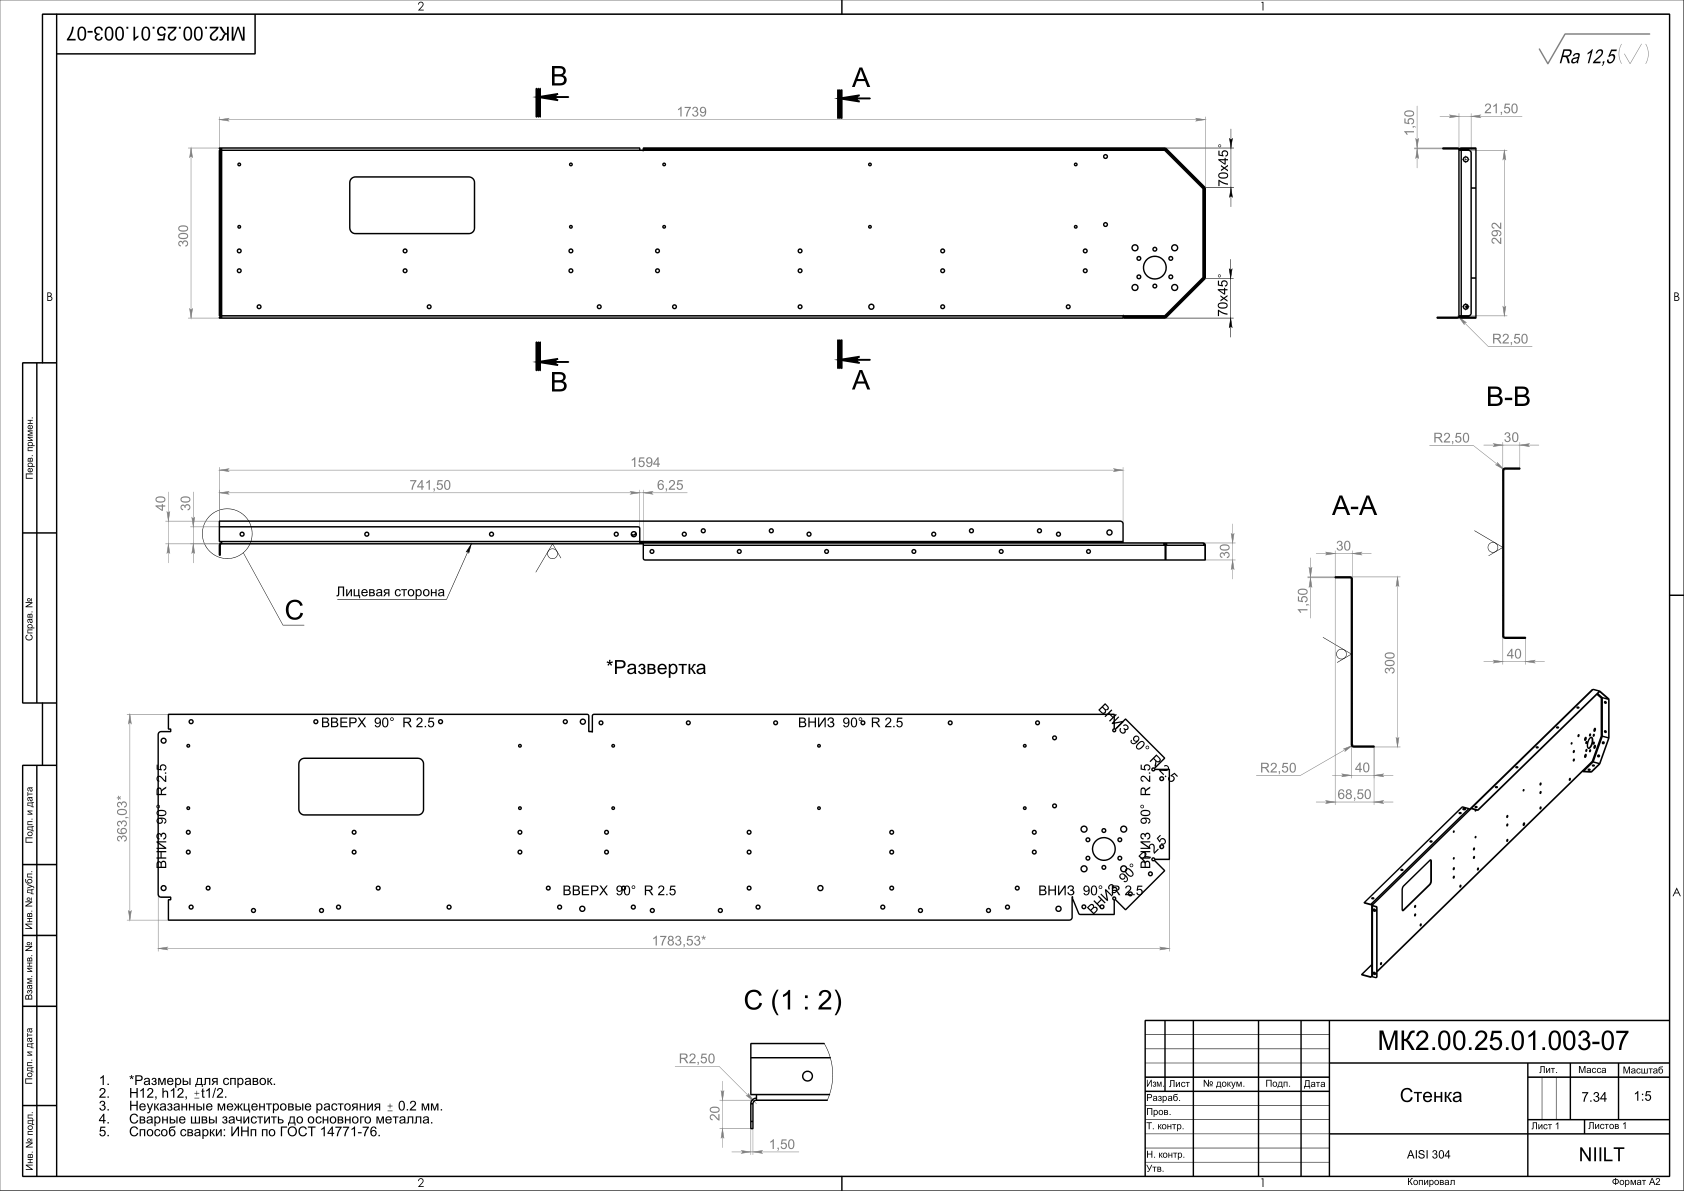 2
1
МК2.00.25.01.003-07
Ra 12,5(√)
B
A
1739
1,50
21,50
70x45°
300
292
70x45°
R2,50
B
B
B
A
B-B
R2,50
30
1594
741,50
6,25
40
30
A-A
30
30
1,50
300
40
Лицевая сторона
C
*Развертка
R2,50
40
68,50
ВВЕРХ 90° R 2.5
ВНИЗ 90° R 2.5
ВНИЗ 90° R 2.5
ВНИЗ 90° R 2.5
ВНИЗ 90° R 2.5
363,03*
ВВЕРХ 90° R 2.5
ВНИЗ 90° R 2.5
ВНИЗ 90° R 2.5
A
1783,53*
C (1 : 2)
R2,50
20
1,50
1. *Размеры для справок.
2. H12, h12, ±t1/2.
3. Неуказанные межцентровые растояния ± 0.2 мм.
4. Сварные швы зачистить до основного металла.
5. Способ сварки: ИНп по ГОСТ 14771-76.
Перв. примен.
Справ. №
Подп. и дата
Инв. № дубл.
Взам. инв. №
Подп. и дата
Инв. № подл.
МК2.00.25.01.003-07
Лит. Масса Масштаб
Изм. Лист № докум. Подп. Дата
Стенка
7.34
1:5
Разраб.
Пров.
Т. контр.
Лист 1 Листов 1
Н. контр.
AISI 304
NIILT
Утв.
2
1
Копировал
Формат А2